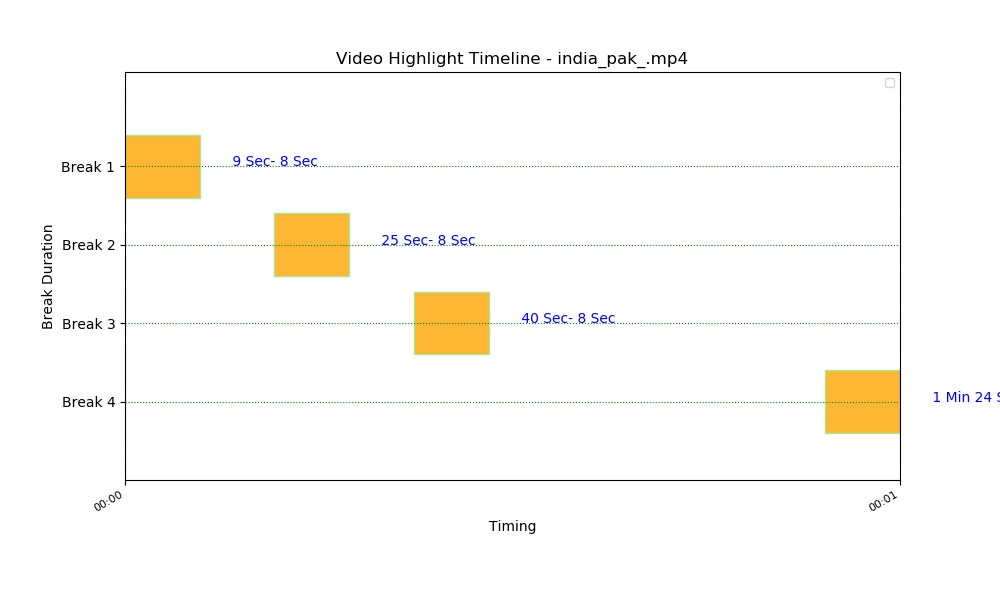 Video Highlight Timeline - india_pak_.mp4
Break 1
9 Sec- 8 Sec
Break 2
25 Sec- 8 Sec
Break 3
40 Sec- 8 Sec
Break 4
1 Min 24
Break Duration
00:00
00:01
Timing